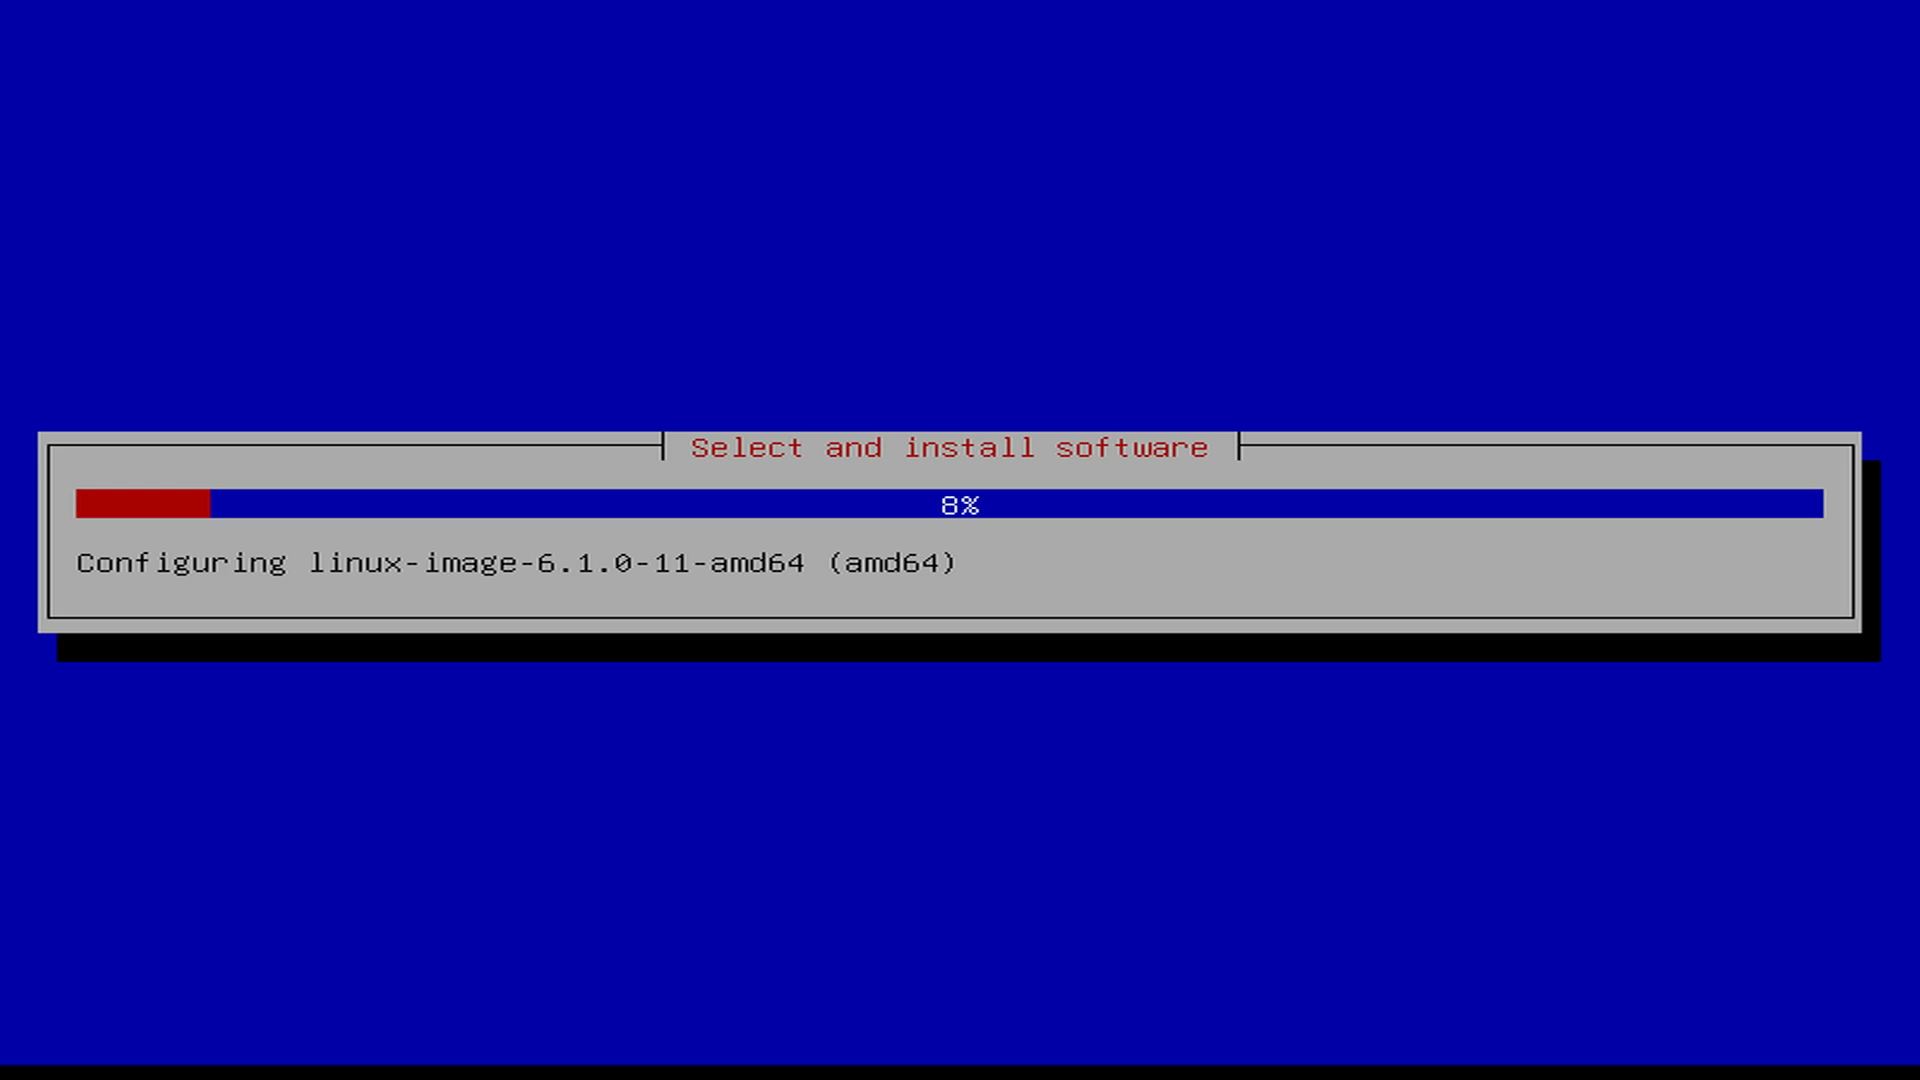 Select and install software
8%
Configuring linux-image-6.1.0-11-amd64 (amd64)